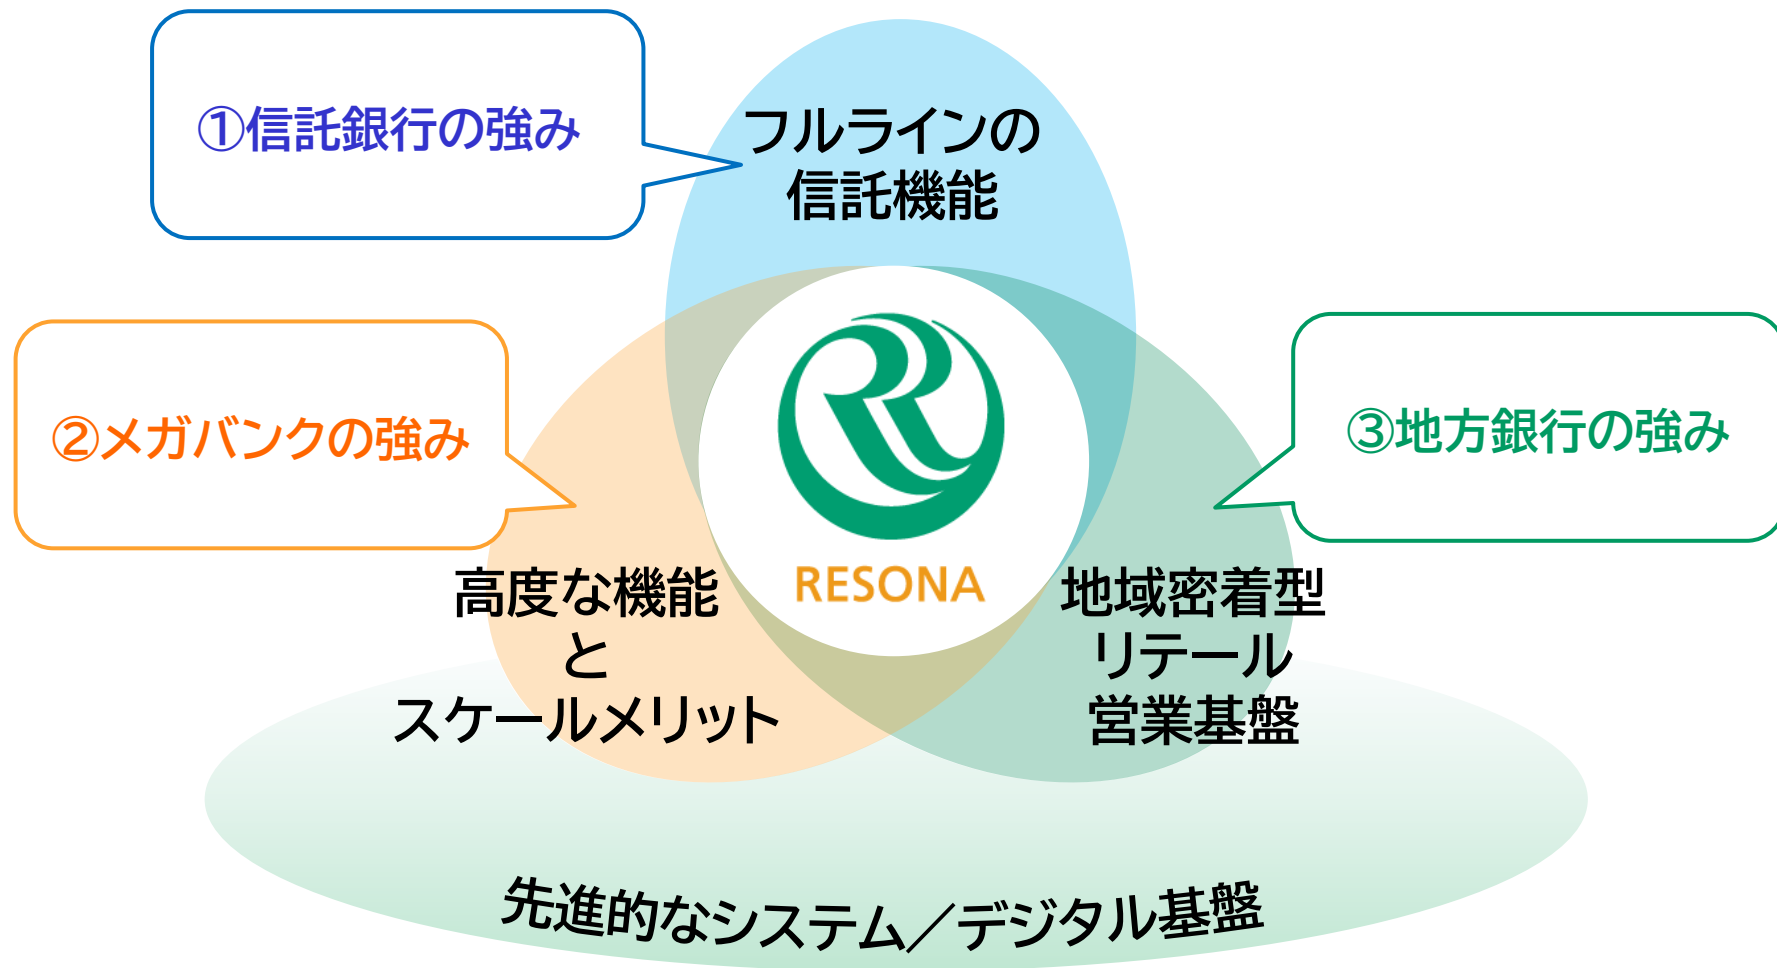 ①信託銀行の強み
フルラインの
信託機能
②メガバンクの強み
③地方銀行の強み
RESONA
高度な機能
と
スケールメリット
地域密着型
リテール
営業基盤
先進的なシステム／デジタル基盤